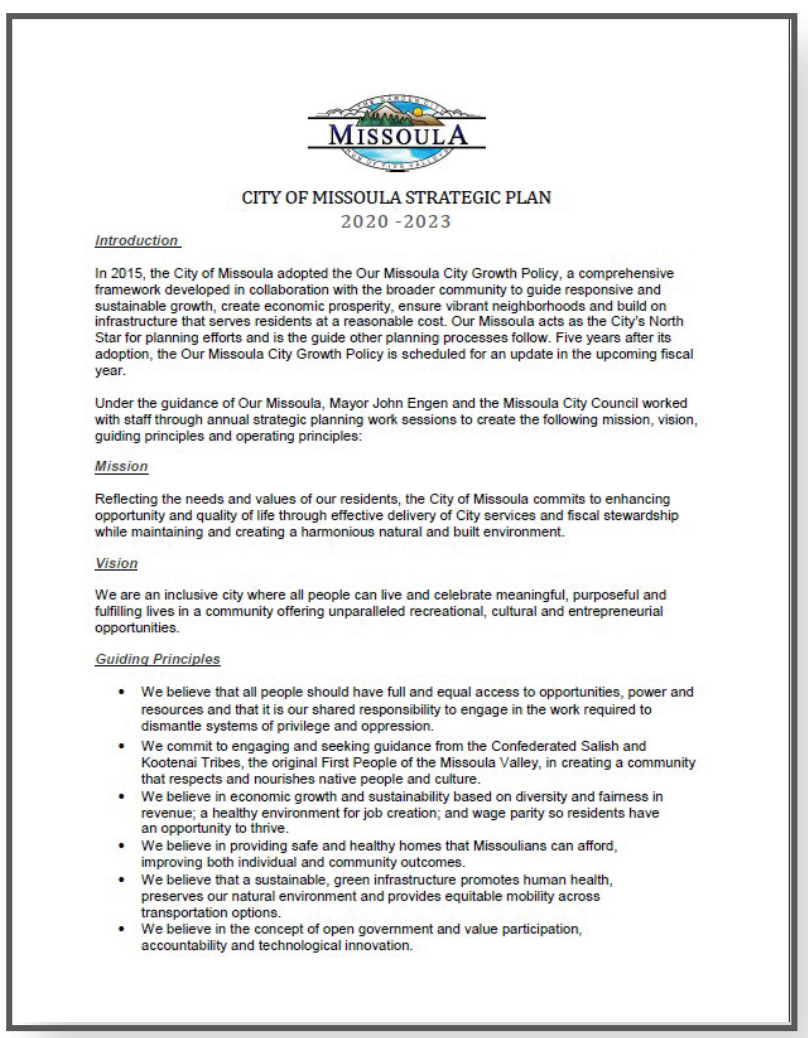 THE GARDEN CITY
MISSOULA
HUB OF FIVE VALLEYS
CITY OF MISSOULA STRATEGIC PLAN
2020 -2023
Introduction
In 2015, the City of Missoula adopted the Our Missoula City Growth Policy, a comprehensive
framework developed in collaboration with the broader community to guide responsive and
sustainable growth, create economic prosperity, ensure vibrant neighborhoods and build on
infrastructure that serves residents at a reasonable cost. Our Missoula acts as the City's North
Star for planning efforts and is the guide other planning processes follow. Five years after its
adoption, the Our Missoula City Growth Policy is scheduled for an update in the upcoming fiscal
year.
Under the guidance of Our Missoula, Mayor John Engen and the Missoula City Council worked
with staff through annual strategic planning work sessions to create the following mission, vision,
guiding principles and operating principles:
Mission
Reflecting the needs and values of our residents, the City of Missoula commits to enhancing
opportunity and quality of life through effective delivery of City services and fiscal stewardship
while maintaining and creating a harmonious natural and built environment.
Vision
We are an inclusive city where all people can live and celebrate meaningful, purposeful and
fulfilling lives in a community offering unparalleled recreational, cultural and entrepreneurial
opportunities.
Guiding Principles
• We believe that all people should have full and equal access to opportunities, power and
resources and that it is our shared responsibility to engage in the work required to
dismantle systems of privilege and oppression.
• We commit to engaging and seeking guidance from the Confederated Salish and
Kootenai Tribes, the original First People of the Missoula Valley, in creating a community
that respects and nourishes native people and culture.
• We believe in economic growth and sustainability based on diversity and fairness in
revenue; a healthy environment for job creation; and wage parity so residents have
an opportunity to thrive.
• We believe in providing safe and healthy homes that Missoulians can afford,
improving both individual and community outcomes.
• We believe that a sustainable, green infrastructure promotes human health,
preserves our natural environment and provides equitable mobility across
transportation options.
• We believe in the concept of open government and value participation,
accountability and technological innovation.